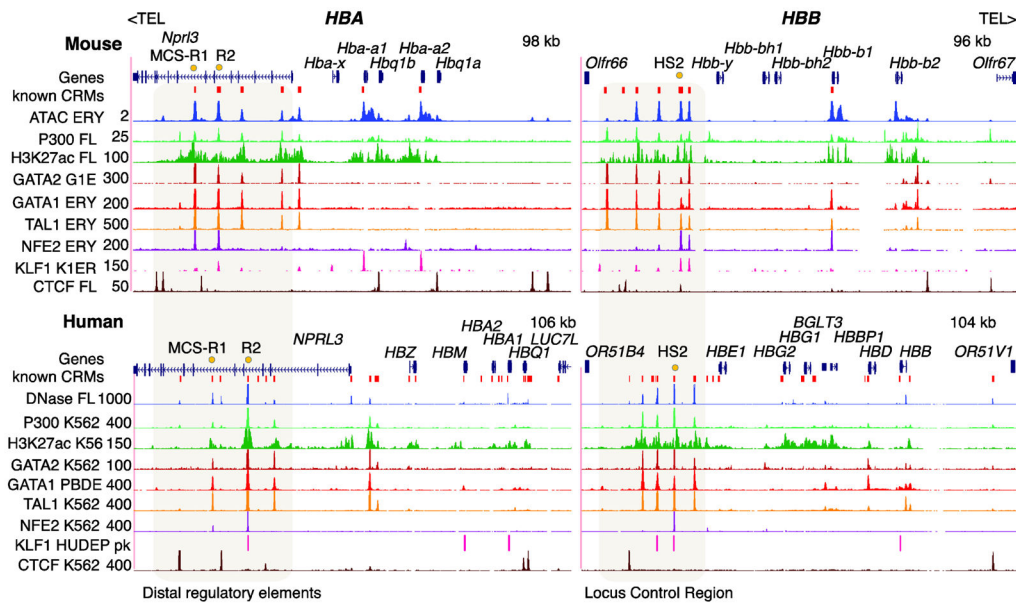 <TEL HBA HBB TEL>
Mouse Nprl3 98 kb 96 kb
MCS-R1 R2 Hba-x Hba-a1 Hbq1b Hba-a2 Hbq1a Olfr66 HS2 Hbb-y Hbb-bh1 Hbb-bh2 Hbb-b1 Hbb-b2 Olfr67
Genes
known CRMs
ATAC ERY 2
P300 FL 25
H3K27ac FL 100
GATA2 G1E 300
GATA1 ERY 200
TAL1 ERY 500
NFE2 ERY 200
KLF1 K1ER 150
CTCF FL 50
Human 106 kb 104 kb
MCS-R1 R2 NPRL3 HBZ HBM HBA2 HBA1 HBQ1 LUC7L OR51B4 HS2 HBE1 HBG2 HBG1 BGLT3 HBBP1 HBD HBB OR51V1
Genes
known CRMs
DNase FL 1000
P300 K562 400
H3K27ac K56 150
GATA2 K562 100
GATA1 PBDE 400
TAL1 K562 400
NFE2 K562 400
KLF1 HUDEP pk
CTCF K562 400
Distal regulatory elements Locus Control Region